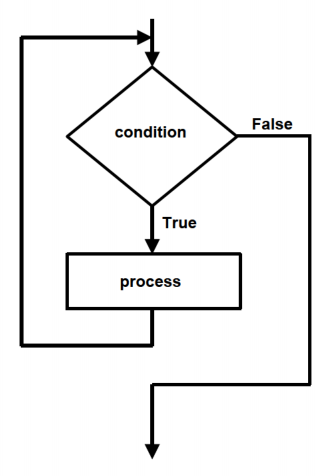 condition
False
True
process